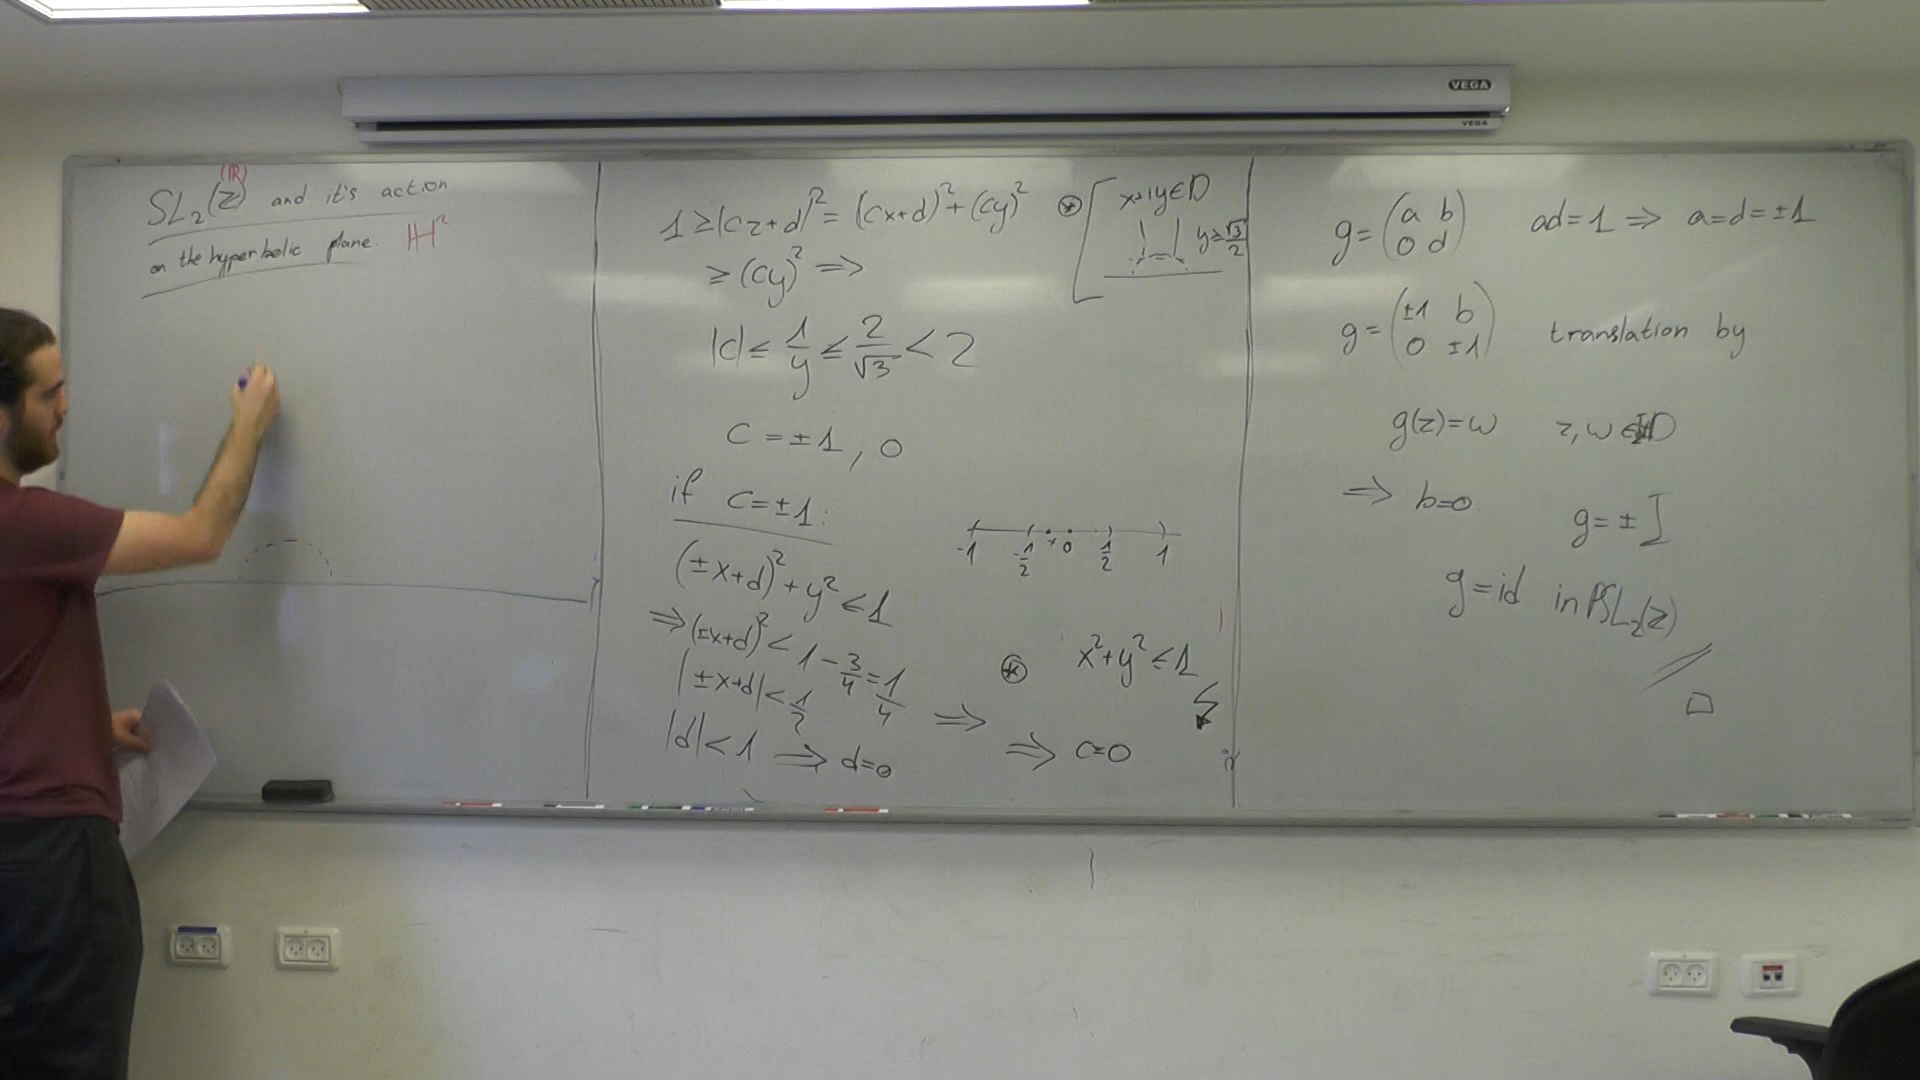 VEGA
VEGA
(IR)
SL₂(Z) and it's action
on the hyperbolic plane. H²
1 ≥ |cz+d|² = (cx+d)² + (cy)²
≥ (cy)² ⇒
|c| ≤ 1/y ≤ 2/√3 < 2
c = ±1, 0
if c = ±1:
(±x+d)² + y² ≤ 1
⇒ (±x+d)² < 1 - 3/4 = 1/4
|±x+d| < 1/2
|d| < 1 ⇒ d=0
⊛ [ x+iy∈D
y ≥ √3/2
-1 -1/2 x 0 1/2 1
⇒ ⊛ x²+y² ≤ 1
⇒ c=0
g = (a b
0 d) ad=1 ⇒ a=d=±1
g = (±1 b
0 ±1) translation by
g(z)=w z,w ∈ D
⇒ b=0
g = ± I
g=id in PSL₂(Z)